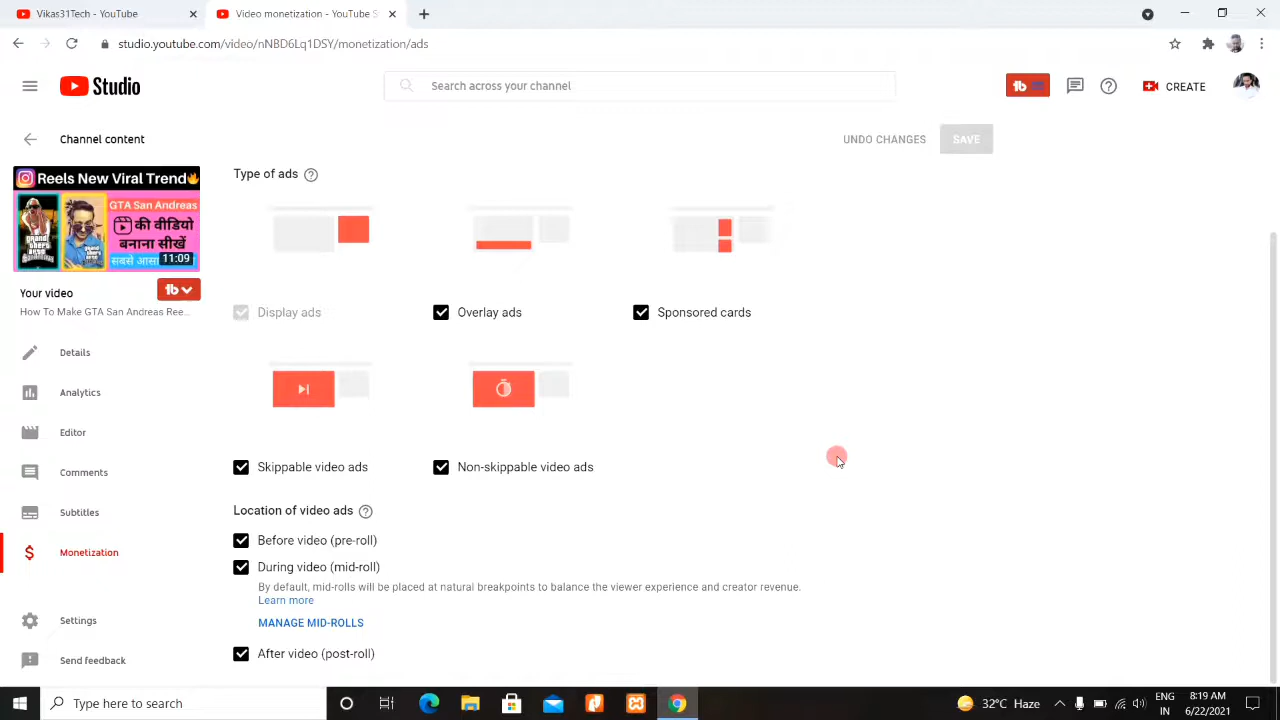 Vikas31Tech - YouTube
Video monetization - YouTube S
studio.youtube.com/video/nNBD6Lq1DSY/monetization/ads
Studio
Search across your channel
CREATE
Channel content
UNDO CHANGES
SAVE
Reels New Viral Trend
GTA San Andreas
की वीडियो
बनाना सीखें
सबसे आसा
11:09
Your video
How To Make GTA San Andreas Ree...
Details
Analytics
Editor
Comments
Subtitles
Monetization
Settings
Send feedback
Type of ads
Display ads
Overlay ads
Sponsored cards
Skippable video ads
Non-skippable video ads
Location of video ads
Before video (pre-roll)
During video (mid-roll)
By default, mid-rolls will be placed at natural breakpoints to balance the viewer experience and creator revenue.
Learn more
MANAGE MID-ROLLS
After video (post-roll)
Type here to search
32°C Haze
ENG
IN
8:19 AM
6/22/2021